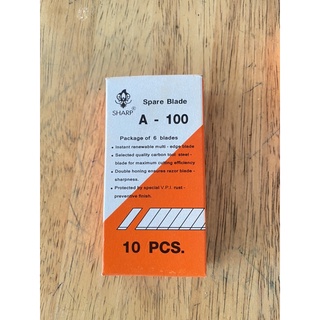 SHARP®
Spare Blade
A - 100
Package of 6 blades
• Instant renewable multi - edge blade
• Selected quality carbon tool steel -
blade for maximum cutting efficiency
• Double honing ensures razor blade -
sharpness.
• Protected by special V.P.I. rust -
preventive finish.
10 PCS.